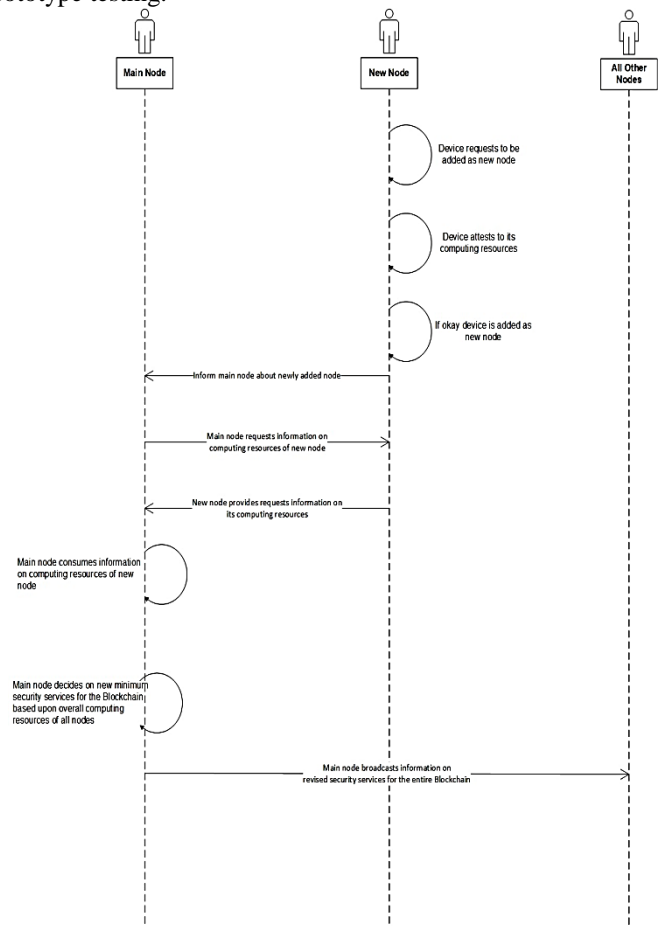 ototype testing.
Main Node
New Node
All Other
Nodes
Device requests to be
added as new node
Device attests to its
computing resources
If okay device is added as
new node
Inform main node about newly added node
Main node requests information on
computing resources of new node
New node provides requests information on
its computing resources
Main node consumes information
on computing resources of new
node
Main node decides on new minimum
security services for the Blockchain
based upon overall computing
resources of all nodes
Main node broadcasts information on
revised security services for the entire Blockchain